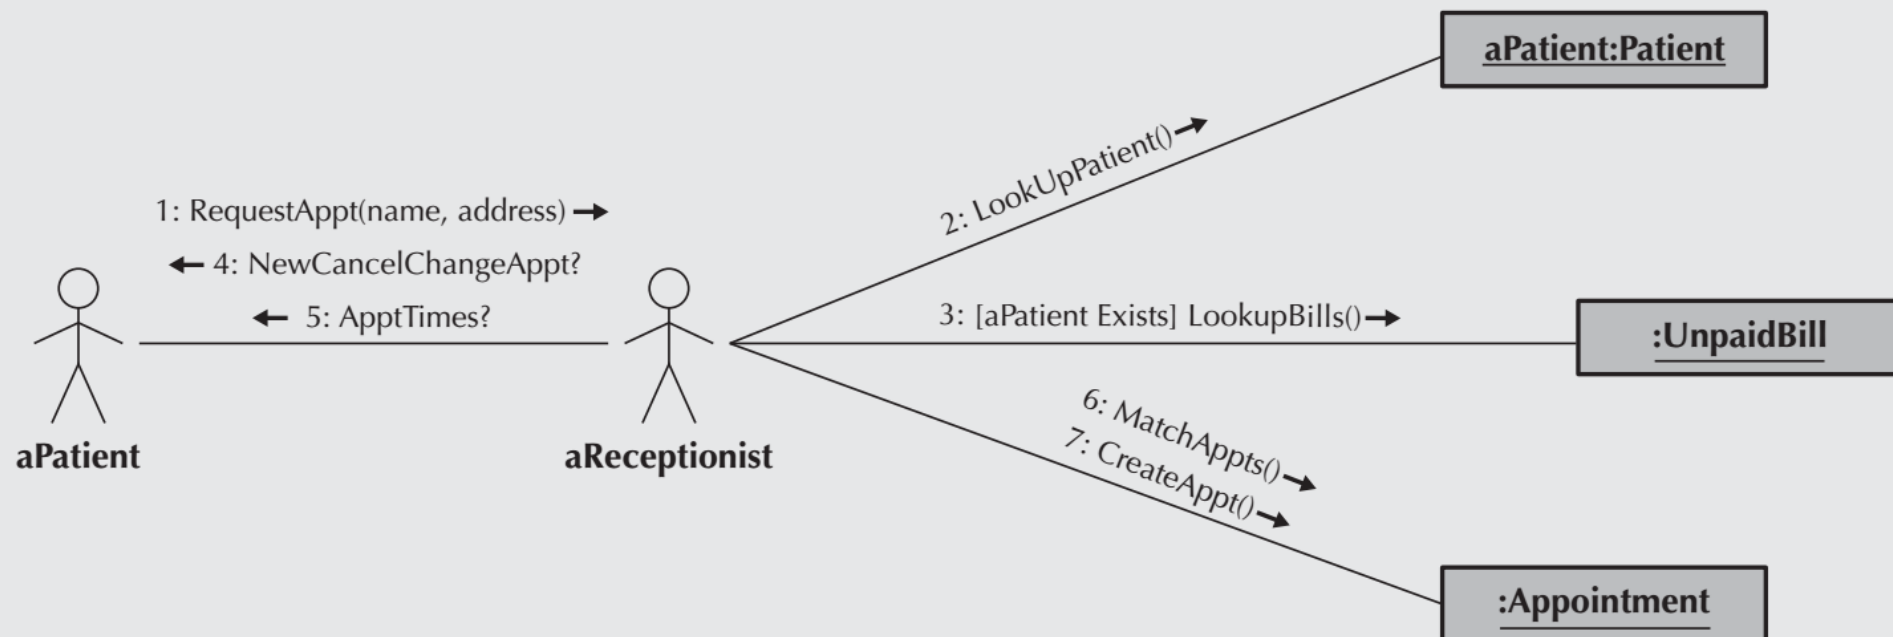 aPatient:Patient
2: LookUpPatient()
1: RequestAppt(name, address)
4: NewCancelChangeAppt?
5: ApptTimes?
3: [aPatient Exists] LookupBills()
:UnpaidBill
6: MatchAppts()
7: CreateAppt()
aPatient
aReceptionist
:Appointment